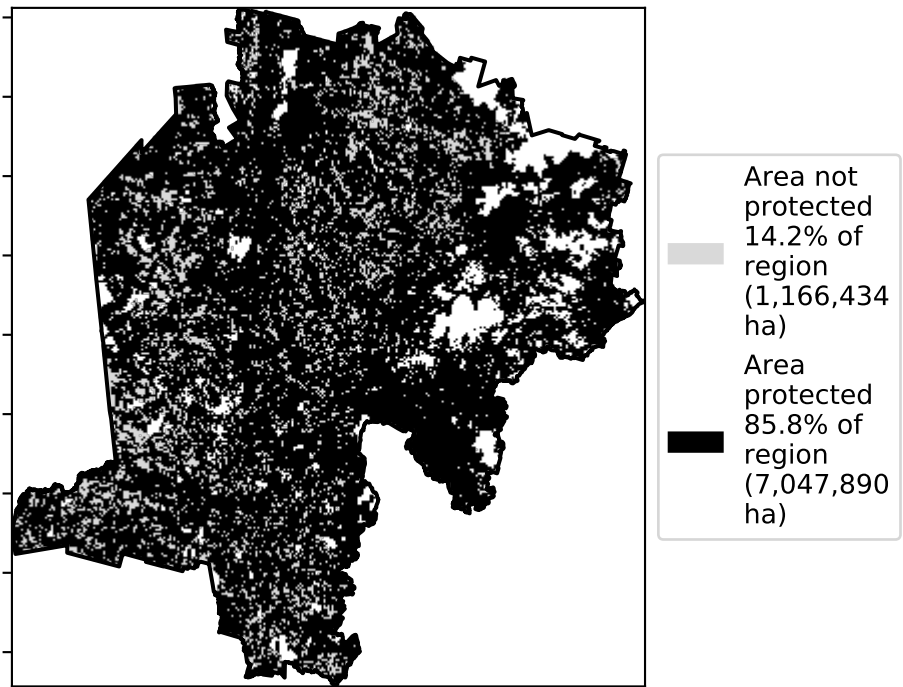 Area not
protected
14.2% of
region
(1,166,434
ha)
Area
protected
85.8% of
region
(7,047,890
ha)